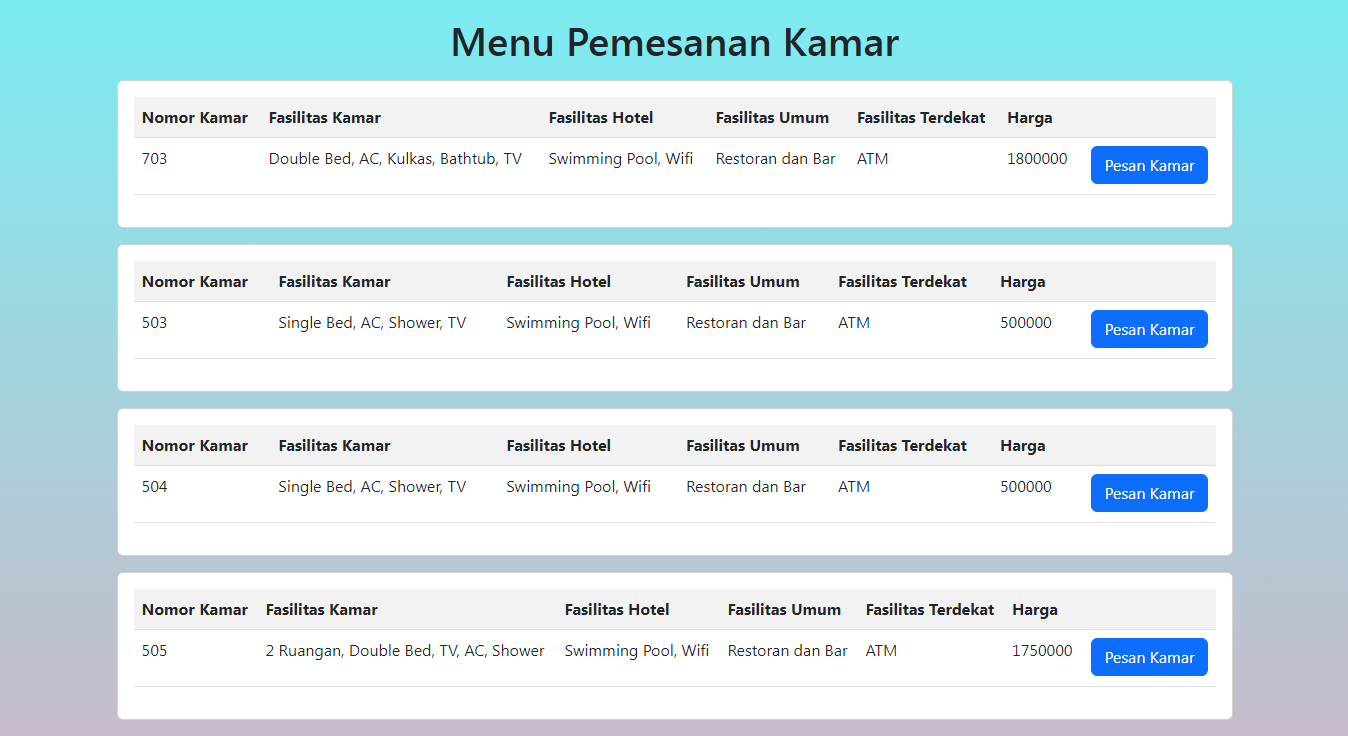 Menu Pemesanan Kamar
Nomor Kamar Fasilitas Kamar Fasilitas Hotel Fasilitas Umum Fasilitas Terdekat Harga
703 Double Bed, AC, Kulkas, Bathtub, TV Swimming Pool, Wifi Restoran dan Bar ATM 1800000 Pesan Kamar
Nomor Kamar Fasilitas Kamar Fasilitas Hotel Fasilitas Umum Fasilitas Terdekat Harga
503 Single Bed, AC, Shower, TV Swimming Pool, Wifi Restoran dan Bar ATM 500000 Pesan Kamar
Nomor Kamar Fasilitas Kamar Fasilitas Hotel Fasilitas Umum Fasilitas Terdekat Harga
504 Single Bed, AC, Shower, TV Swimming Pool, Wifi Restoran dan Bar ATM 500000 Pesan Kamar
Nomor Kamar Fasilitas Kamar Fasilitas Hotel Fasilitas Umum Fasilitas Terdekat Harga
505 2 Ruangan, Double Bed, TV, AC, Shower Swimming Pool, Wifi Restoran dan Bar ATM 1750000 Pesan Kamar